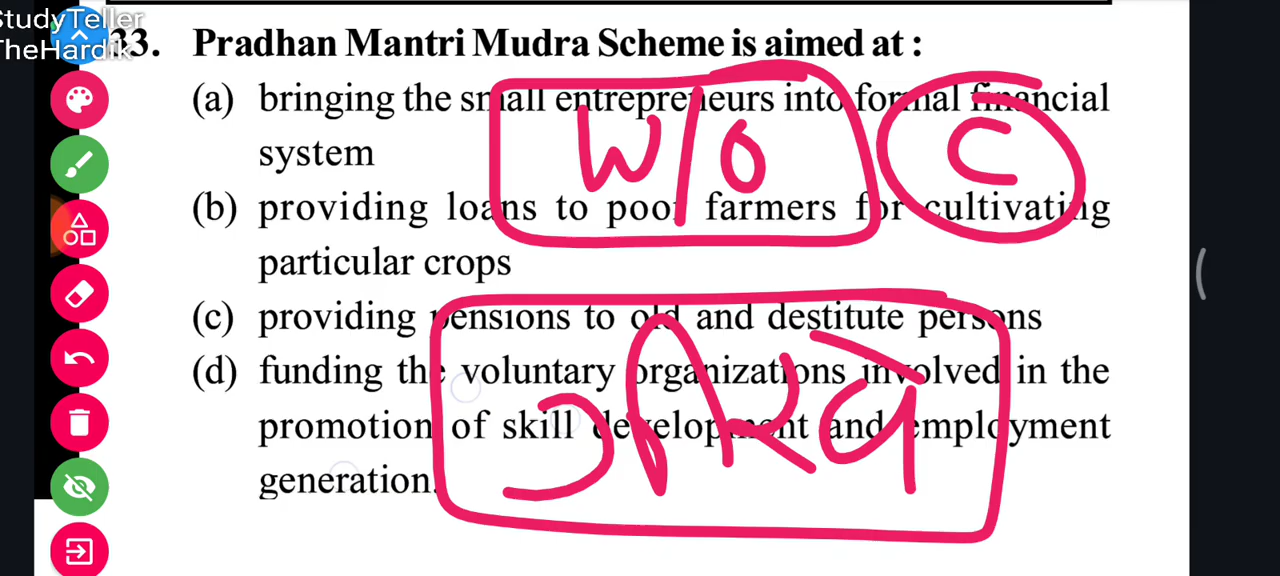 StudyTeller
TheHardik
33. Pradhan Mantri Mudra Scheme is aimed at :
(a) bringing the small entrepreneurs into formal financial
system
(b) providing loans to poor farmers for cultivating
particular crops
(c) providing pensions to old and destitute persons
(d) funding the voluntary organizations involved in the
promotion of skill development and employment
generation.
W/O
C